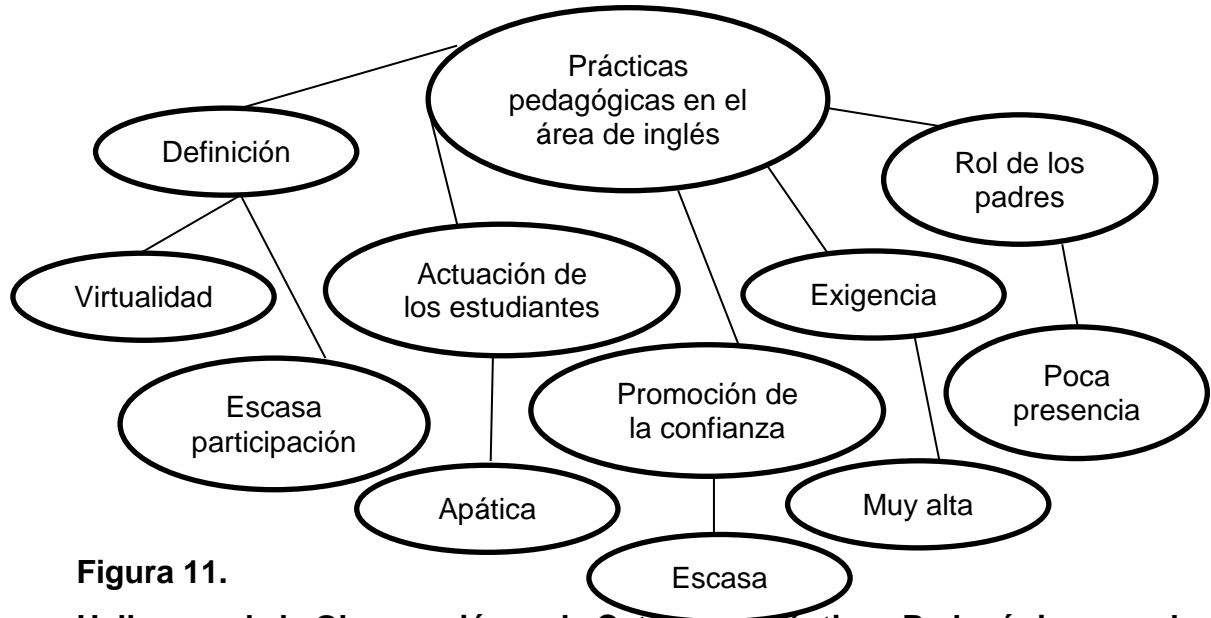 Prácticas
pedagógicas en el
área de inglés
Definición
Rol de los
padres
Virtualidad
Actuación de
los estudiantes
Exigencia
Escasa
participación
Promoción de
la confianza
Poca
presencia
Apática
Muy alta
Escasa
Figura 11.